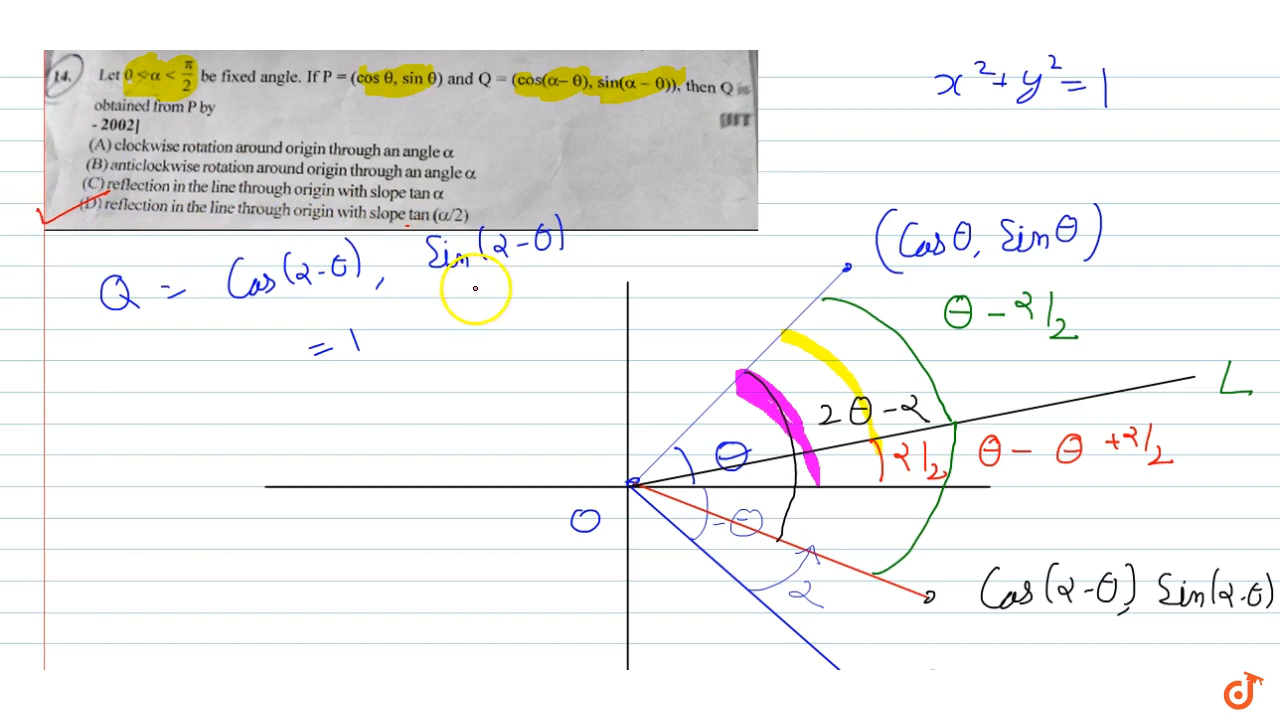 14. Let 0 < α < π/2 be fixed angle. If P = (cos θ, sin θ) and Q = (cos(α− θ), sin(α − θ)), then Q is
obtained from P by
- 2002] [IIT
(A) clockwise rotation around origin through an angle α
(B) anticlockwise rotation around origin through an angle α
(C) reflection in the line through origin with slope tan α
(D) reflection in the line through origin with slope tan (α/2)
x² + y² = 1
Q = Cos(α-θ), Sin(α-θ)
= 1
(Cosθ, Sinθ)
θ - α/2
L
2θ-α
θ
α/2
θ - θ + α/2
O
-θ
α
Cos(α-θ), Sin(α-θ)